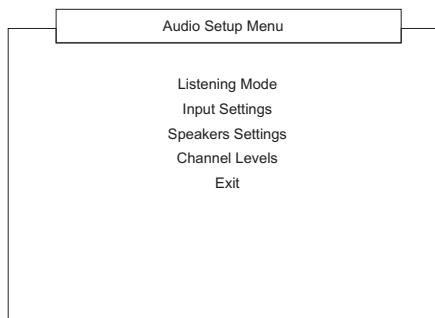 Audio Setup Menu
Listening Mode
Input Settings
Speakers Settings
Channel Levels
Exit